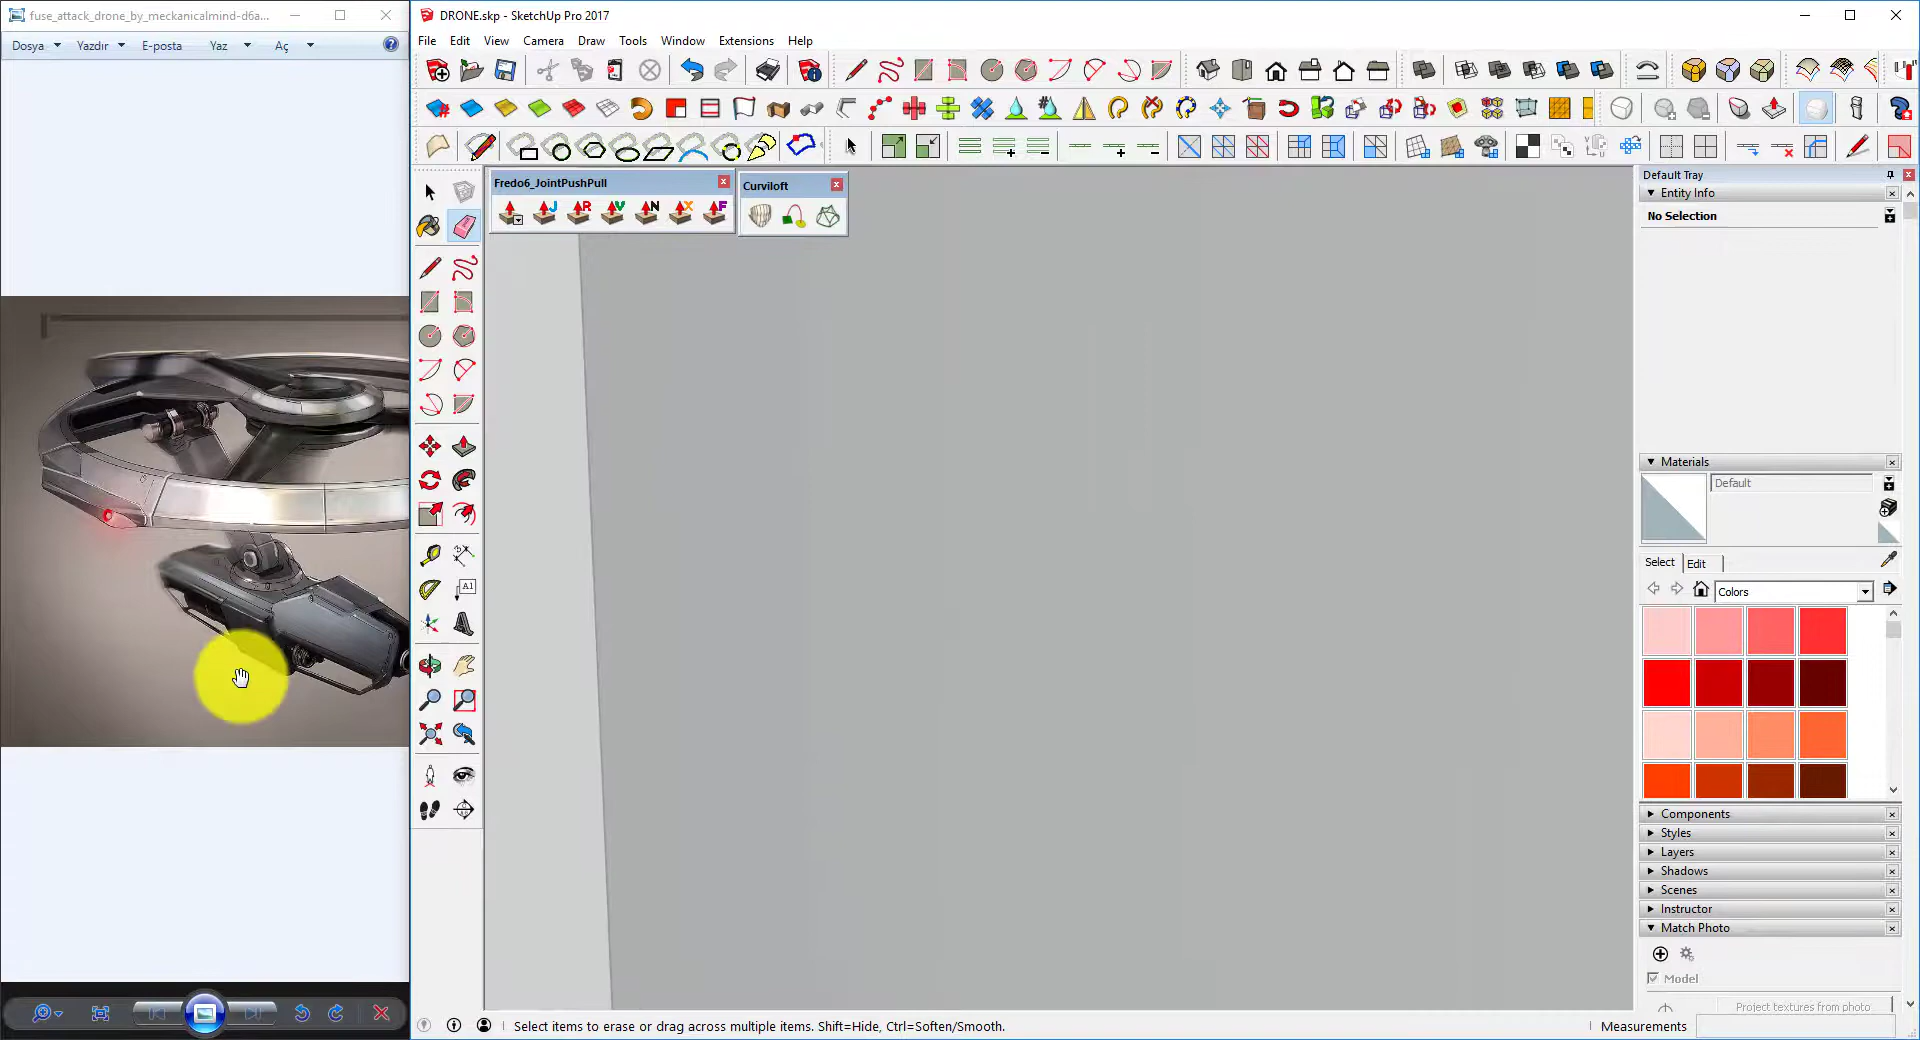 fuse_attack_drone_by_meckanicalmind-d6a...
Dosya Yazdır E-posta Yaz Aç
DRONE.skp - SketchUp Pro 2017
File Edit View Camera Draw Tools Window Extensions Help
Fredo6_JointPushPull
Curviloft
J R V N X F
A1
Default Tray
Entity Info
No Selection
Materials
Default
Select Edit
Colors
Components
Styles
Layers
Shadows
Scenes
Instructor
Match Photo
Model
Project textures from photo
Select items to erase or drag across multiple items. Shift=Hide, Ctrl=Soften/Smooth.
Measurements